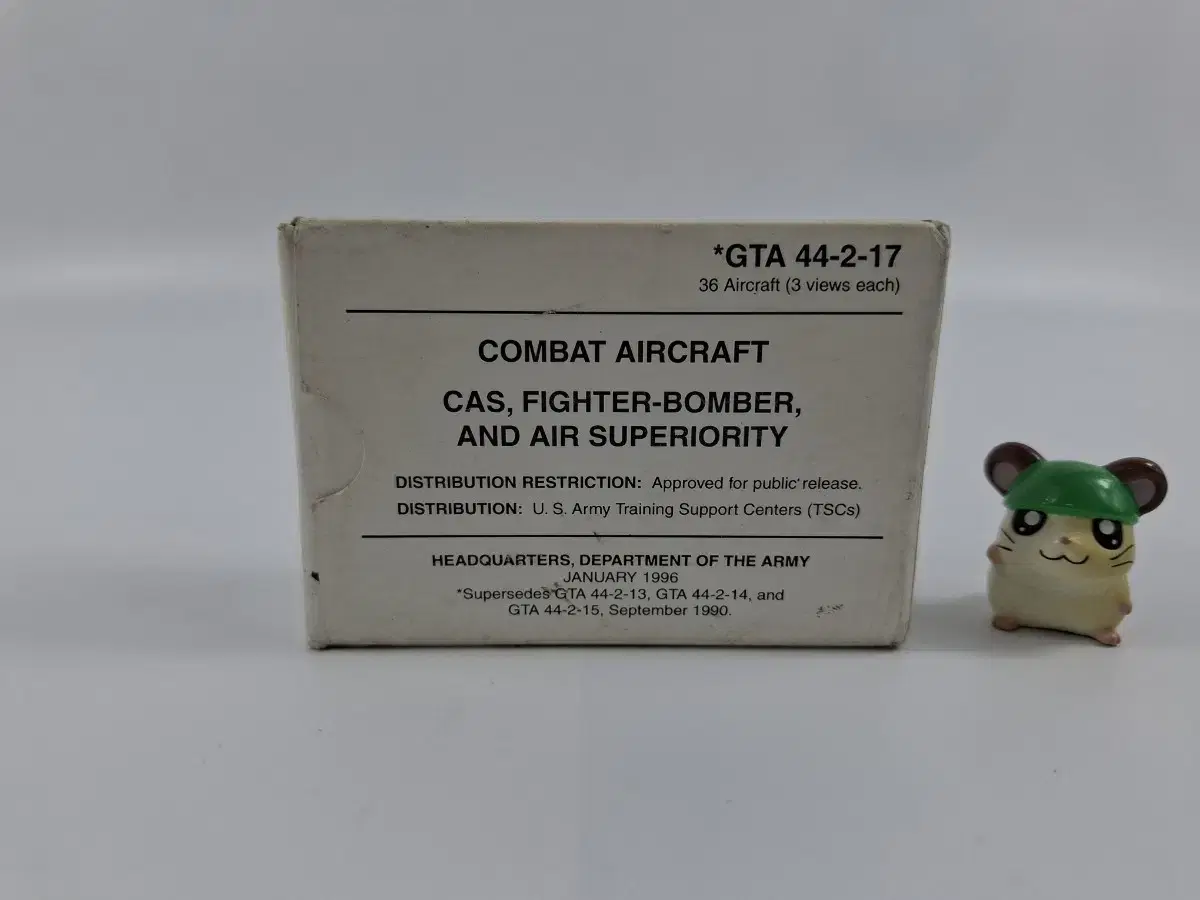 *GTA 44-2-17
36 Aircraft (3 views each)
COMBAT AIRCRAFT
CAS, FIGHTER-BOMBER,
AND AIR SUPERIORITY
DISTRIBUTION RESTRICTION: Approved for public release.
DISTRIBUTION: U. S. Army Training Support Centers (TSCs)
HEADQUARTERS, DEPARTMENT OF THE ARMY
JANUARY 1996
*Supersedes GTA 44-2-13, GTA 44-2-14, and
GTA 44-2-15, September 1990.